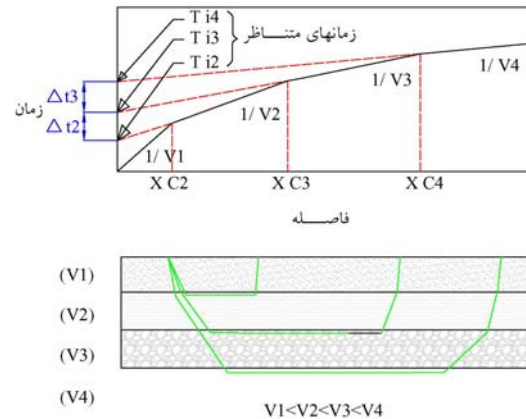 T i4
T i3
T i2
زمانهای متناظر
Δt3
Δt2
زمان
1/ V1
1/ V2
1/ V3
1/ V4
X C2
X C3
X C4
فاصله
(V1)
(V2)
(V3)
(V4)
V1<V2<V3<V4